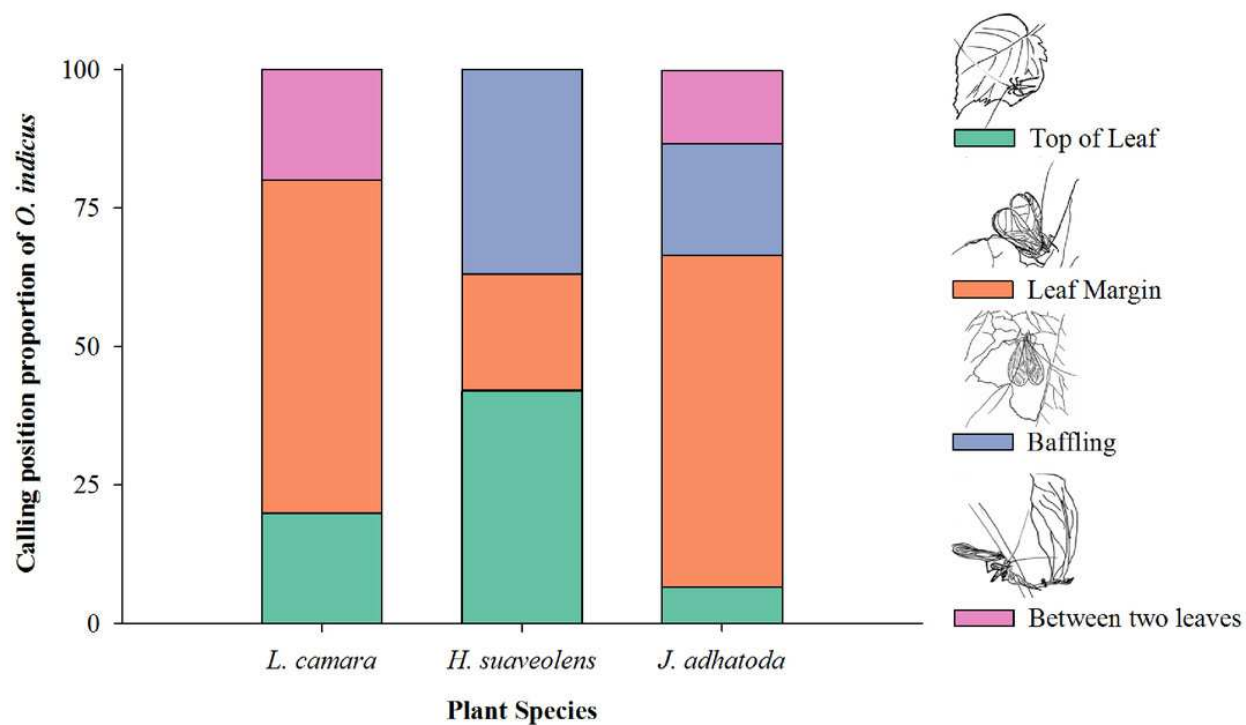 Calling position proportion of O. indicus
100
75
50
25
0
L. camara
H. suaveolens
J. adhatoda
Plant Species
Top of Leaf
Leaf Margin
Baffling
Between two leaves